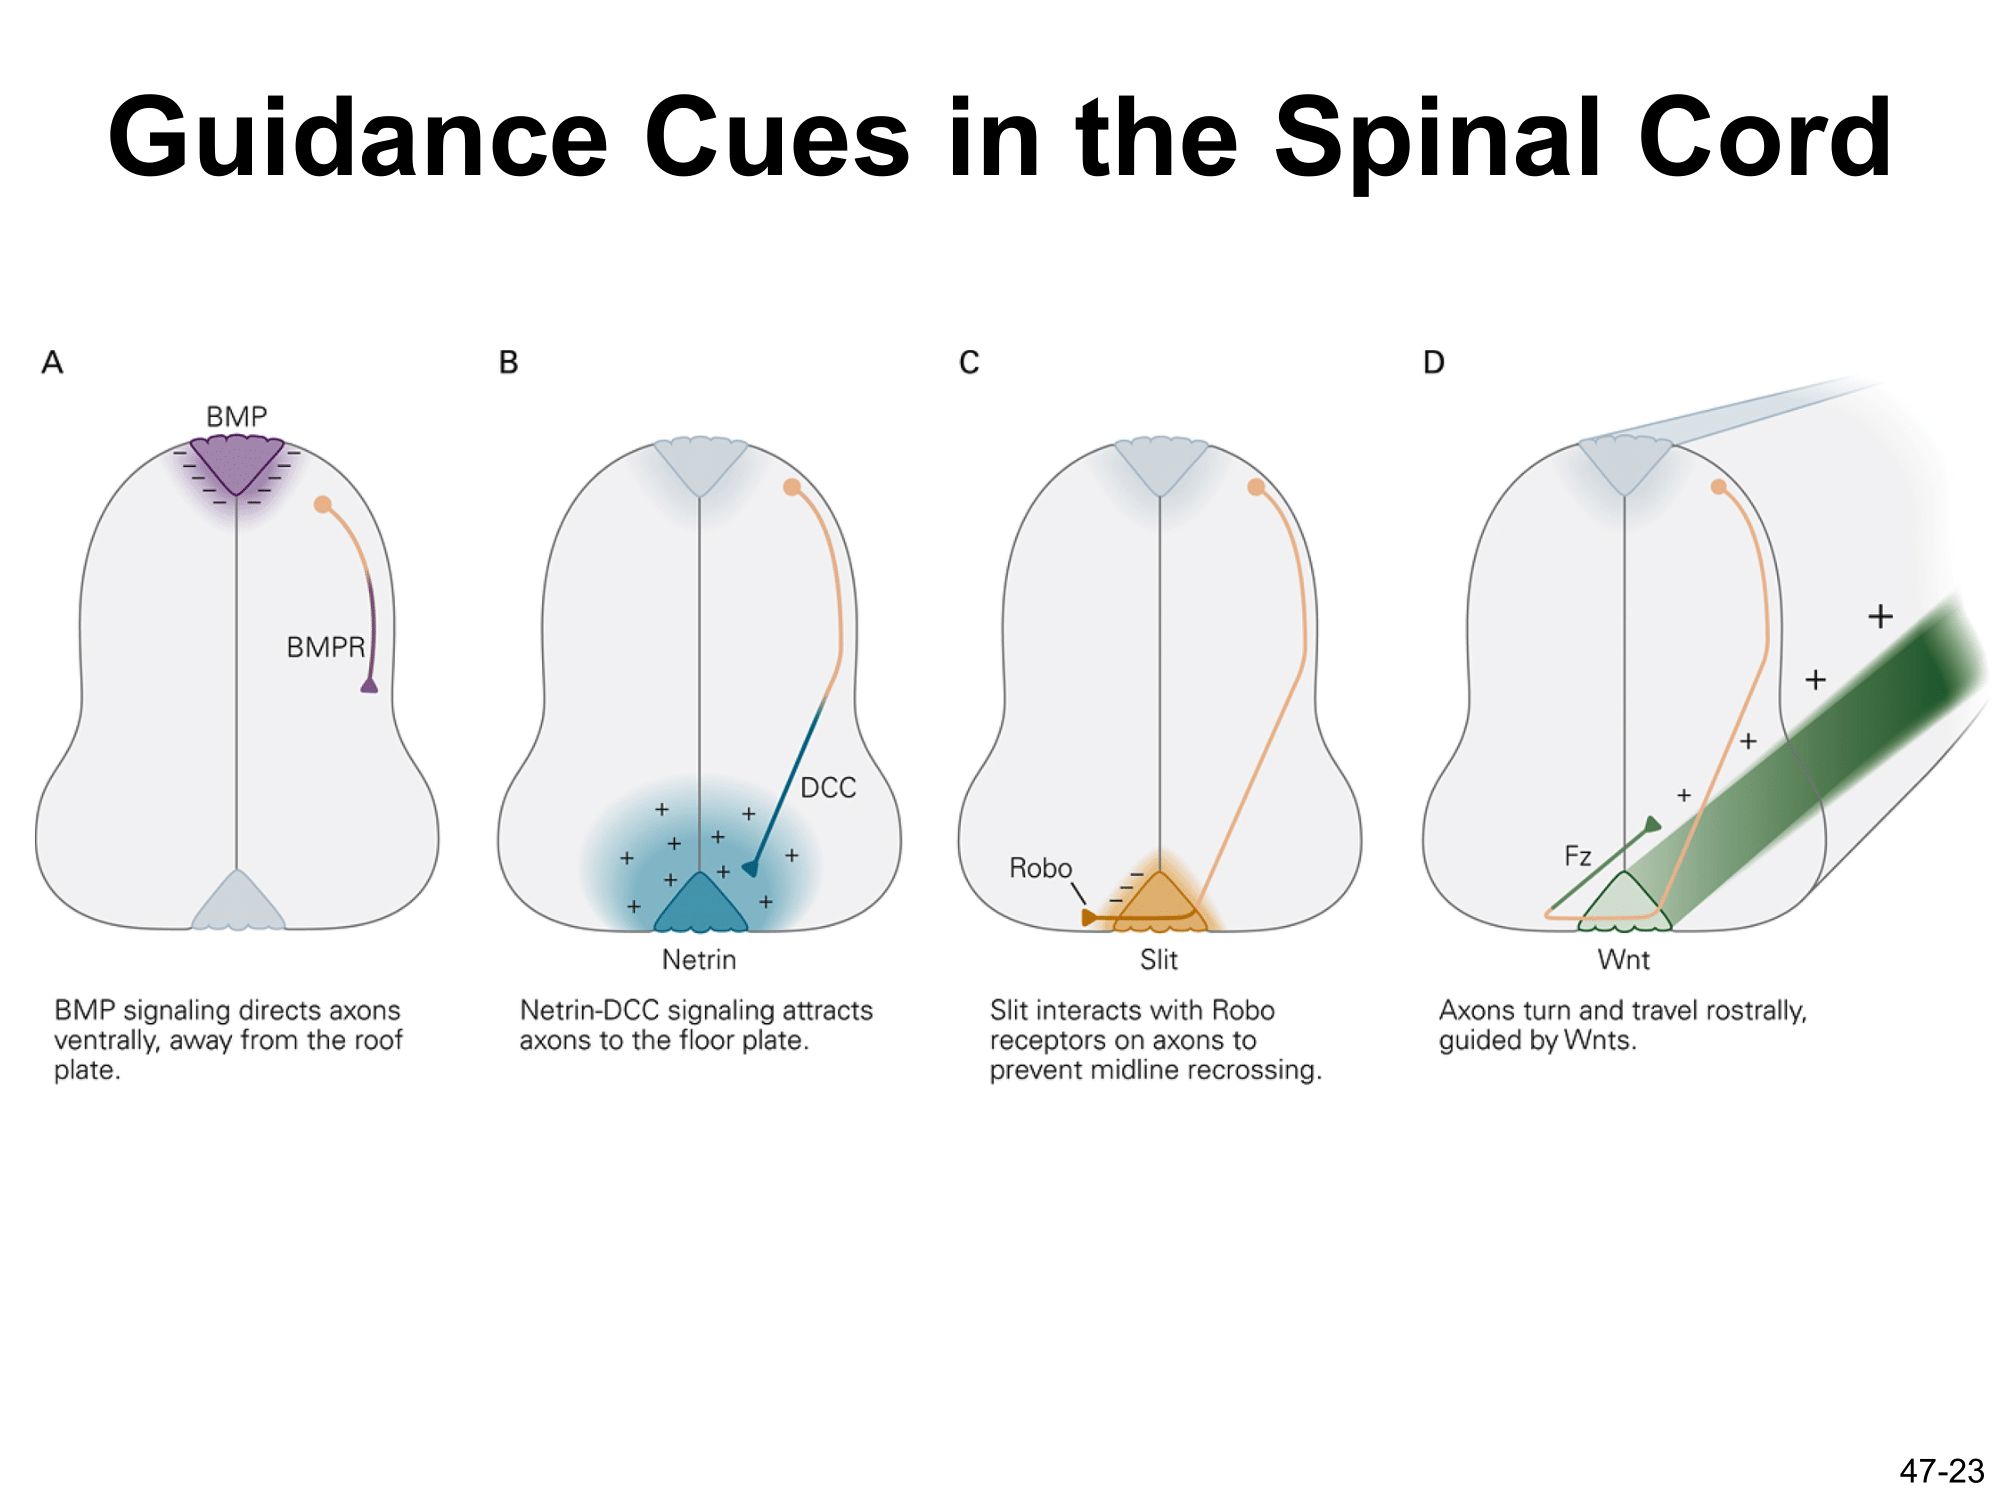 Guidance Cues in the Spinal Cord
A
BMP
BMPR
BMP signaling directs axons
ventrally, away from the roof
plate.
B
DCC
Netrin
Netrin-DCC signaling attracts
axons to the floor plate.
C
Robo
Slit
Slit interacts with Robo
receptors on axons to
prevent midline recrossing.
D
Fz
Wnt
Axons turn and travel rostrally,
guided by Wnts.
47-23